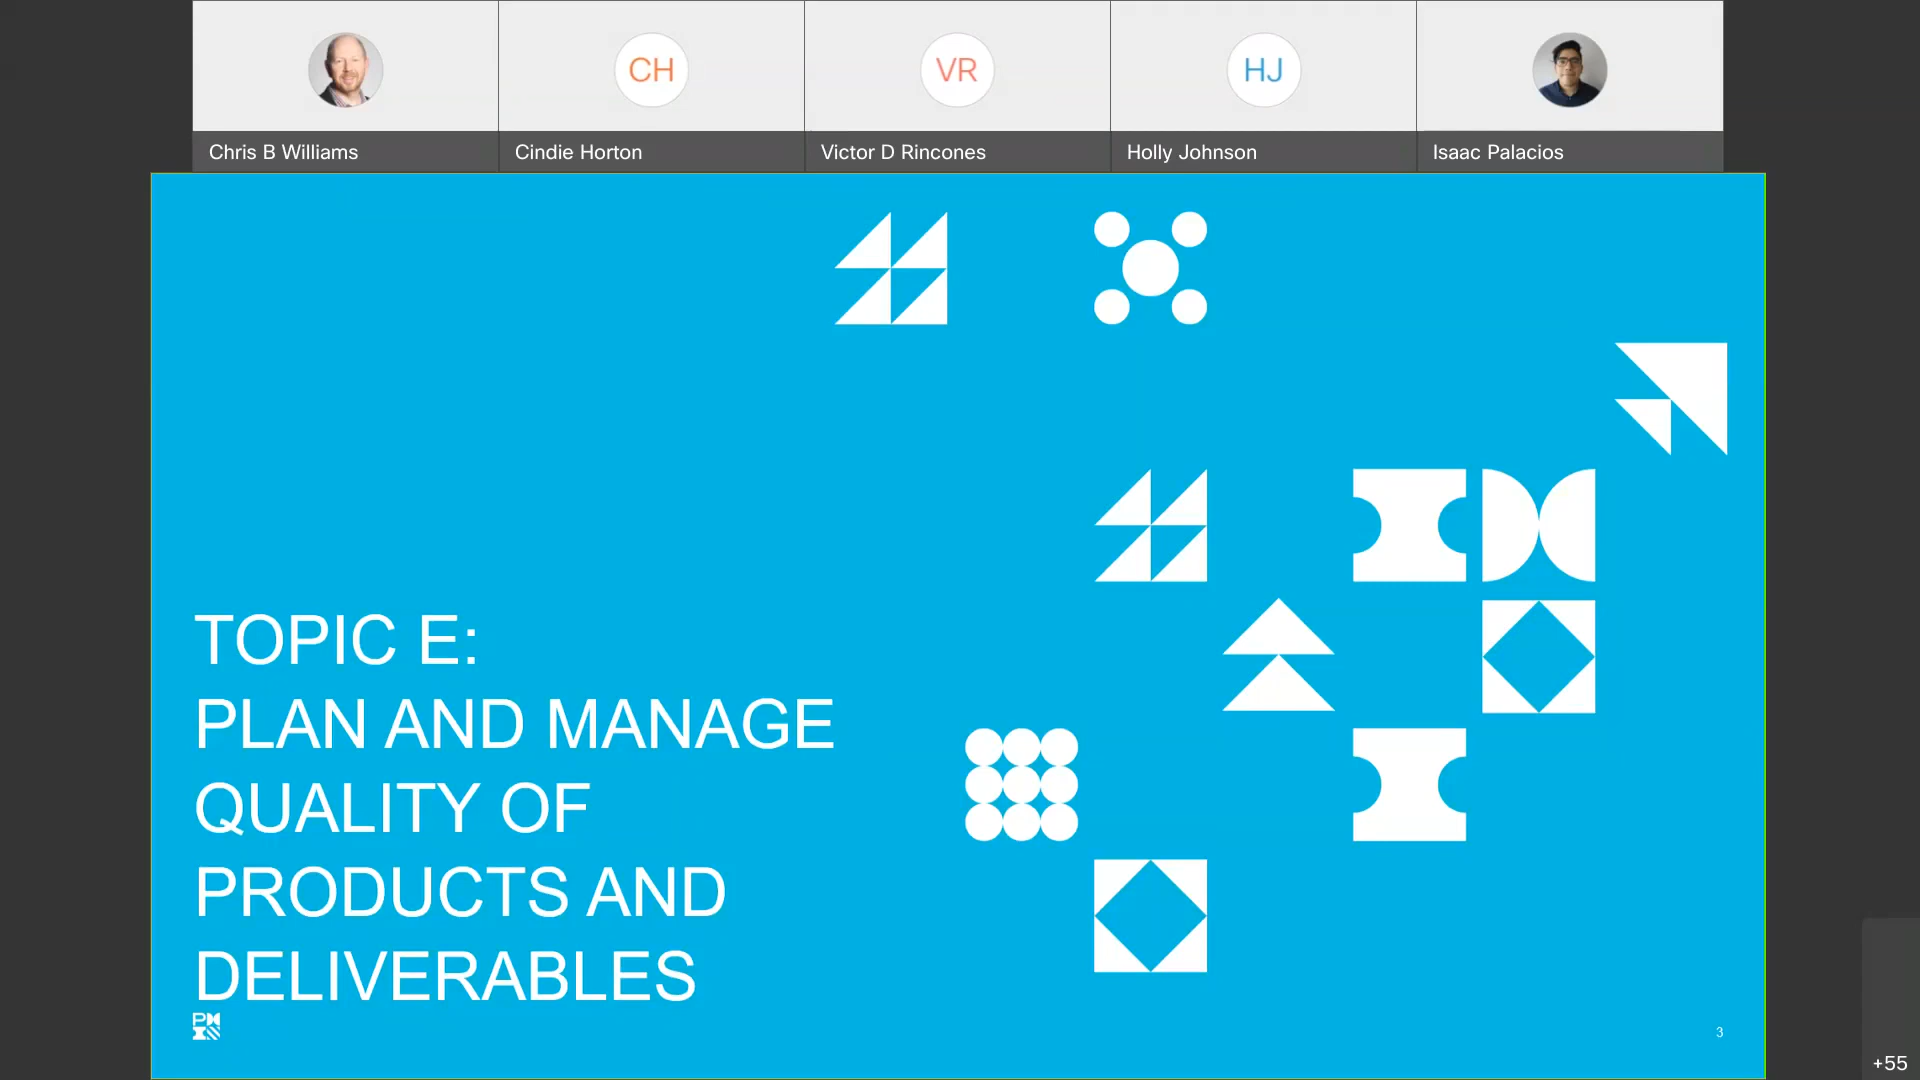 CH
VR
HJ
Chris B Williams
Cindie Horton
Victor D Rincones
Holly Johnson
Isaac Palacios
TOPIC E:
PLAN AND MANAGE
QUALITY OF
PRODUCTS AND
DELIVERABLES
3
+55